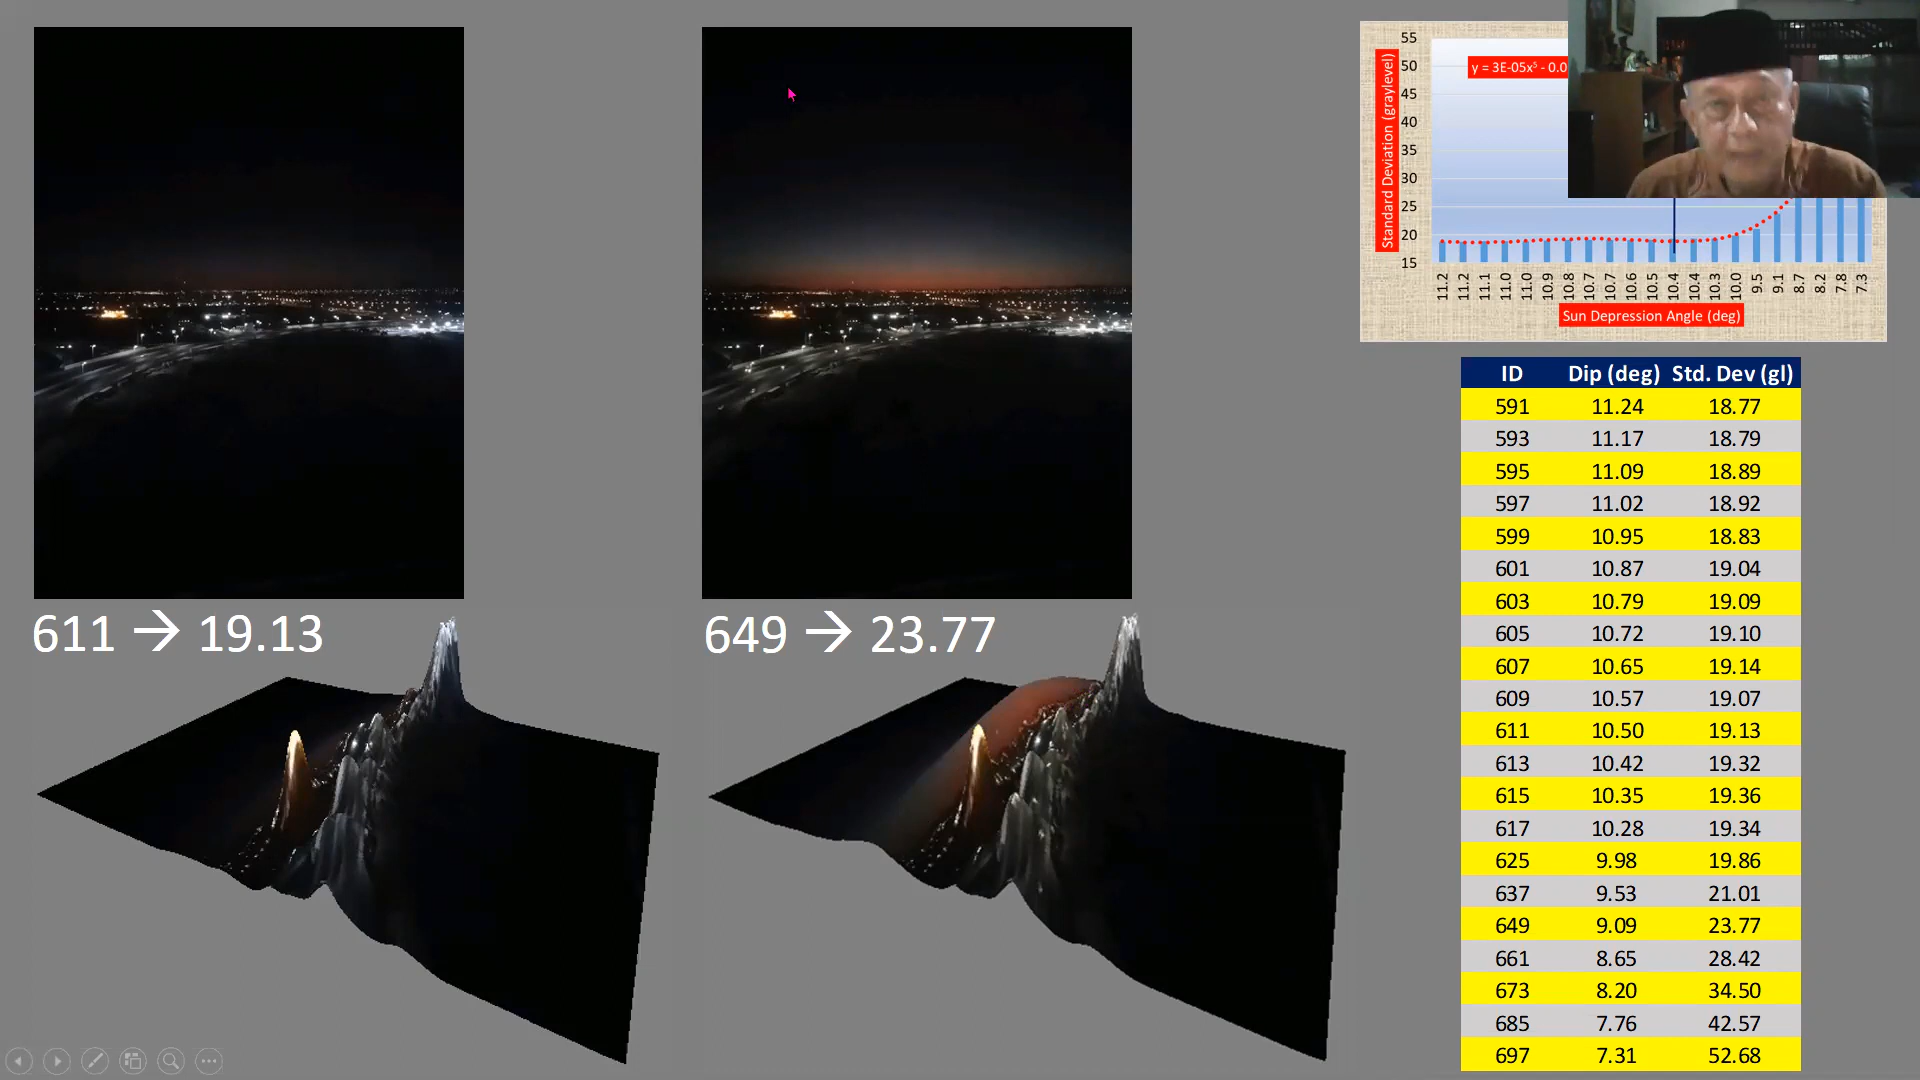 611 → 19.13
649 → 23.77
Standard Deviation (graylevel)
55
50
45
40
35
30
25
20
15
y = 3E-05x⁵ - 0.0
11.2 11.2 11.1 11.0 11.0 10.9 10.8 10.7 10.7 10.6 10.5 10.4 10.4 10.3 10.0 9.5 9.1 8.7 8.2 7.8 7.3
Sun Depression Angle (deg)
ID Dip (deg) Std. Dev (gl)
591 11.24 18.77
593 11.17 18.79
595 11.09 18.89
597 11.02 18.92
599 10.95 18.83
601 10.87 19.04
603 10.79 19.09
605 10.72 19.10
607 10.65 19.14
609 10.57 19.07
611 10.50 19.13
613 10.42 19.32
615 10.35 19.36
617 10.28 19.34
625 9.98 19.86
637 9.53 21.01
649 9.09 23.77
661 8.65 28.42
673 8.20 34.50
685 7.76 42.57
697 7.31 52.68